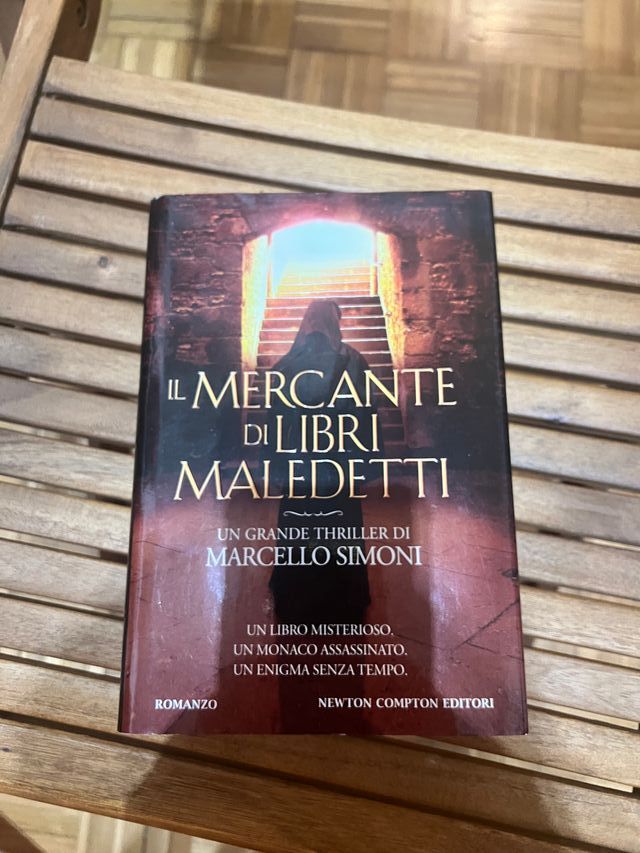 IL MERCANTE
DI LIBRI
MALEDETTI
UN GRANDE THRILLER DI
MARCELLO SIMONI
UN LIBRO MISTERIOSO.
UN MONACO ASSASSINATO.
UN ENIGMA SENZA TEMPO.
ROMANZO NEWTON COMPTON EDITORI